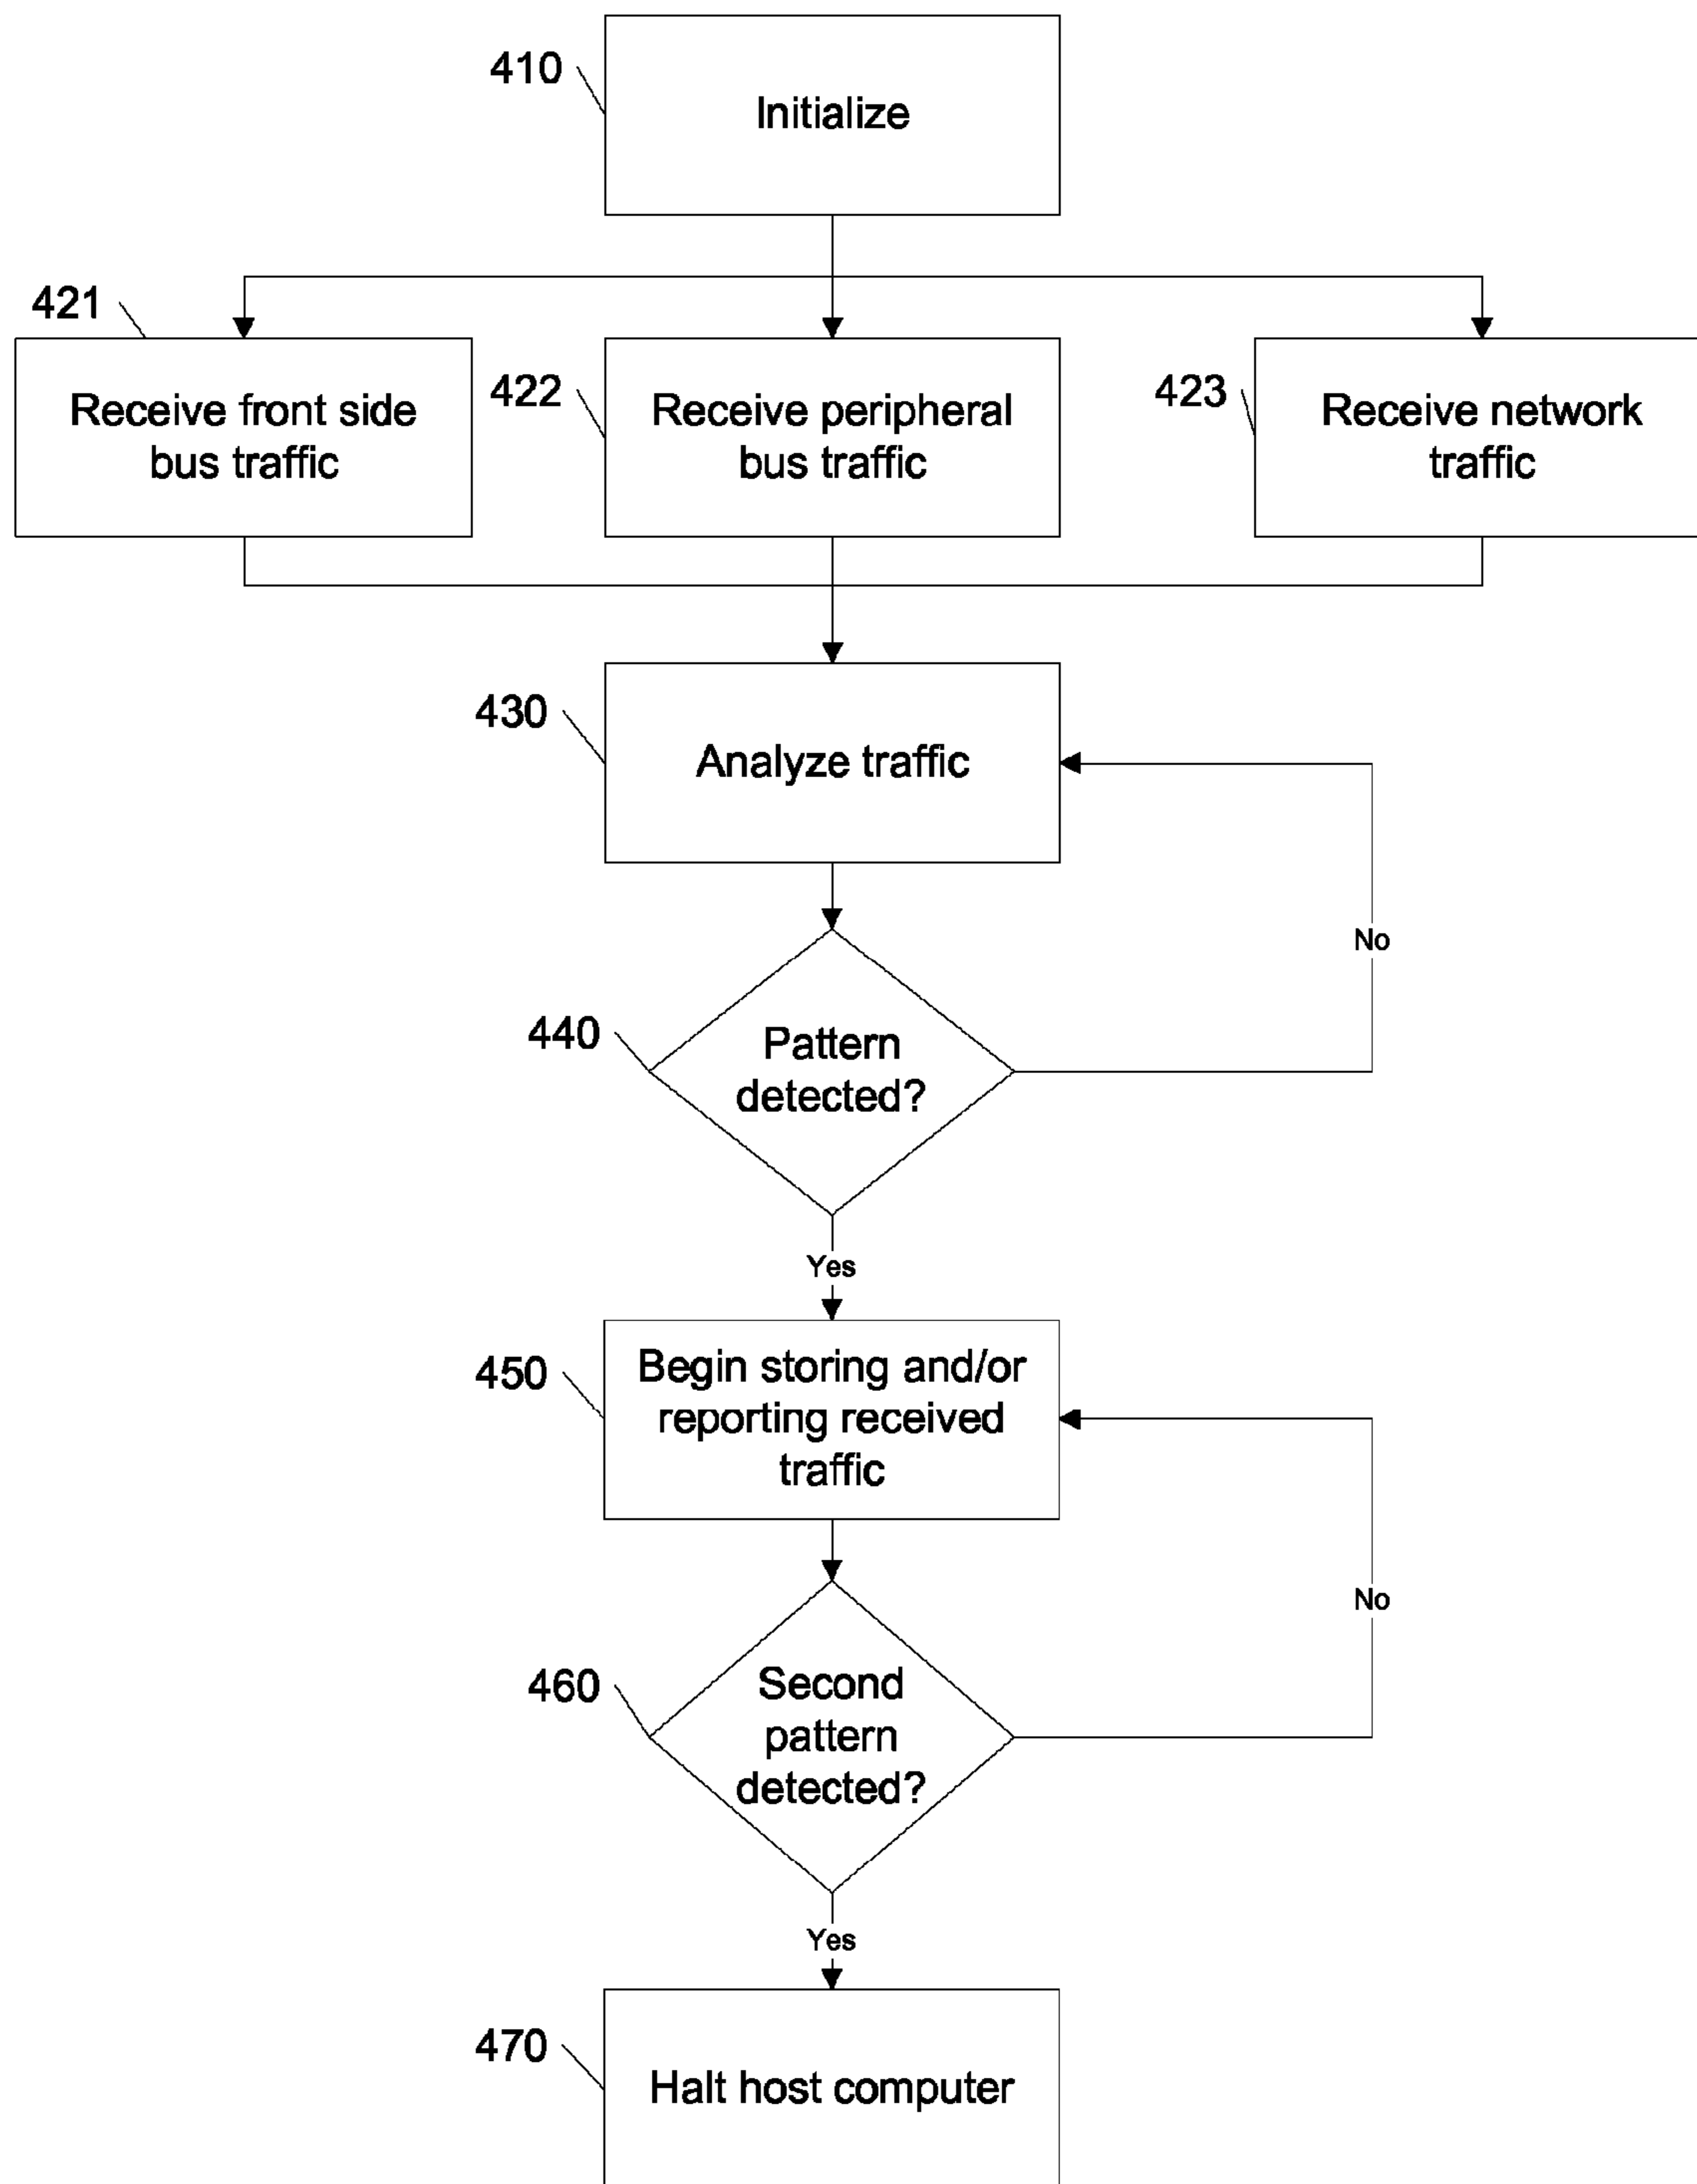 410
Initialize
421
Receive front side
bus traffic
422
Receive peripheral
bus traffic
423
Receive network
traffic
430
Analyze traffic
No
440
Pattern
detected?
Yes
450
Begin storing and/or
reporting received
traffic
No
460
Second
pattern
detected?
Yes
470
Halt host computer